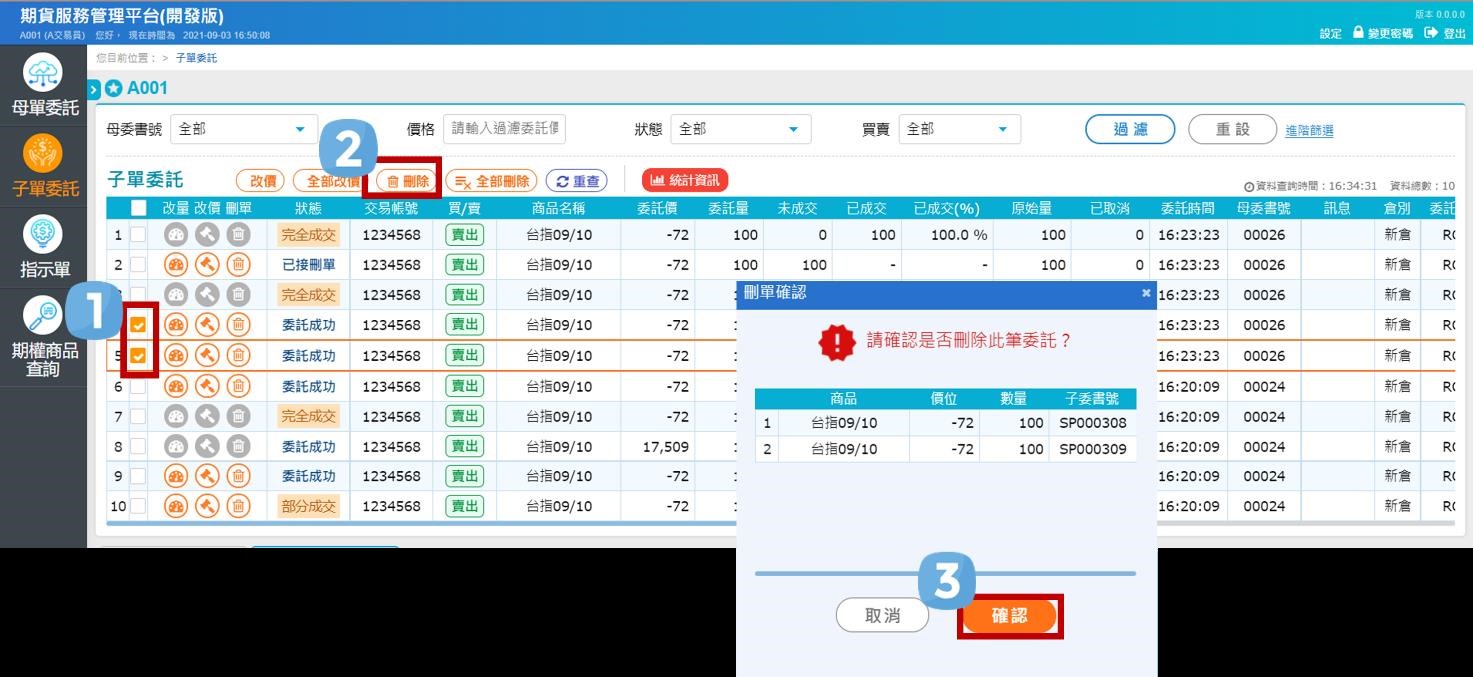 期貨服務管理平台(開發版)
版本 0.0.0.0
A001 (A交易員) 您好， 現在時間為 2021-09-03 16:50:08
設定 變更密碼 登出
您目前位置： > 子單委託
母單委託
子單委託
指示單
期權商品
查詢
A001
母委書號 全部 價格 請輸入過濾委託價 狀態 全部 買賣 全部 過濾 重設 進階篩選
2
子單委託 改價 全部改價 刪除 全部刪除 重查 統計資訊 資料查詢時間：16:34:31 資料總數：10
改量 改價 刪單 狀態 交易帳號 買/賣 商品名稱 委託價 委託量 未成交 已成交 已成交(%) 原始量 已取消 委託時間 母委書號 訊息 倉別 委託
1 完全成交 1234568 賣出 台指09/10 -72 100 0 100 100.0 % 100 0 16:23:23 00026 新倉
2 已接刪單 1234568 賣出 台指09/10 -72 100 100 - - 100 0 16:23:23 00026 新倉
3 完全成交 1234568 賣出 台指09/10 -72 16:23:23 00026 新倉
1
委託成功 1234568 賣出 台指09/10 -72 16:23:23 00026 新倉
5 委託成功 1234568 賣出 台指09/10 -72 16:23:23 00026 新倉
6 委託成功 1234568 賣出 台指09/10 -72 16:20:09 00024 新倉
7 完全成交 1234568 賣出 台指09/10 -72 16:20:09 00024 新倉
8 委託成功 1234568 賣出 台指09/10 17,509 16:20:09 00024 新倉
9 委託成功 1234568 賣出 台指09/10 -72 16:20:09 00024 新倉
10 部分成交 1234568 賣出 台指09/10 -72 16:20:09 00024 新倉
刪單確認 ×
請確認是否刪除此筆委託？
商品 價位 數量 子委書號
1 台指09/10 -72 100 SP000308
2 台指09/10 -72 100 SP000309
3
取消 確認